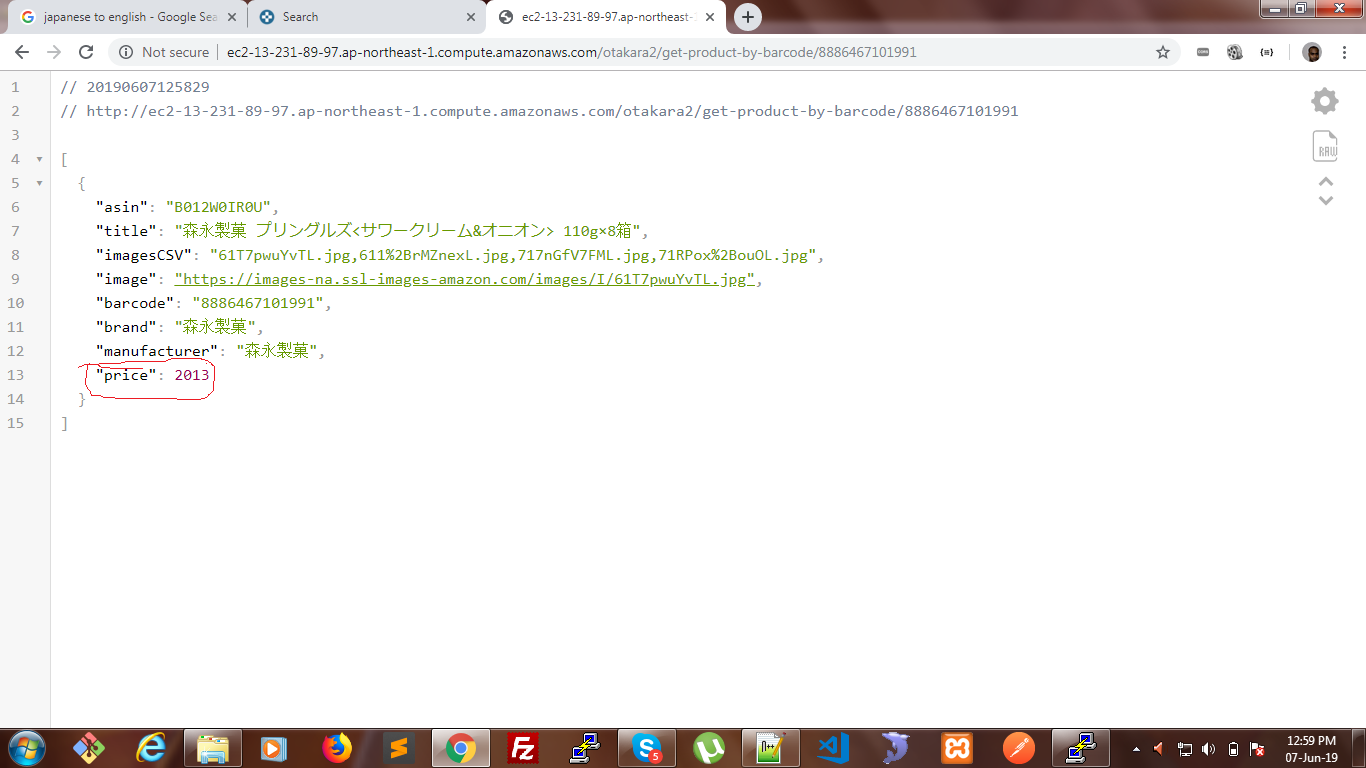 japanese to english - Google Sea
Search
ec2-13-231-89-97.ap-northeast-1
Not secure
ec2-13-231-89-97.ap-northeast-1.compute.amazonaws.com/otakara2/get-product-by-barcode/8886467101991
1 // 20190607125829
2 // http://ec2-13-231-89-97.ap-northeast-1.compute.amazonaws.com/otakara2/get-product-by-barcode/8886467101991
3
4 [
5 {
6 "asin": "B012W0IR0U",
7 "title": "森永製菓 プリングルズ<サワークリーム&オニオン> 110g×8箱",
8 "imagesCSV": "61T7pwuYvTL.jpg,611%2BrMZnexL.jpg,717nGfV7FML.jpg,71RPox%2BouOL.jpg",
9 "image": "https://images-na.ssl-images-amazon.com/images/I/61T7pwuYvTL.jpg",
10 "barcode": "8886467101991",
11 "brand": "森永製菓",
12 "manufacturer": "森永製菓",
13 "price": 2013
14 }
15 ]
RAW
Fz
S
5
12:59 PM
07-Jun-19